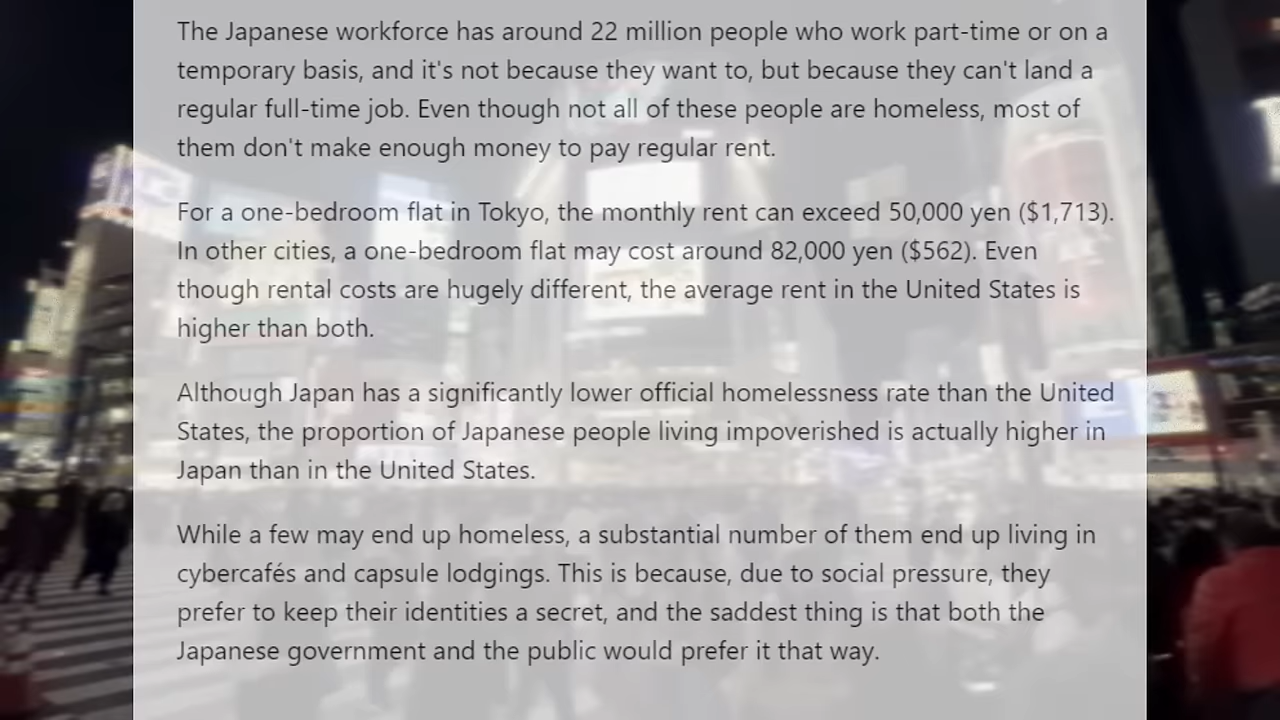 The Japanese workforce has around 22 million people who work part-time or on a
temporary basis, and it's not because they want to, but because they can't land a
regular full-time job. Even though not all of these people are homeless, most of
them don't make enough money to pay regular rent.
For a one-bedroom flat in Tokyo, the monthly rent can exceed 50,000 yen ($1,713).
In other cities, a one-bedroom flat may cost around 82,000 yen ($562). Even
though rental costs are hugely different, the average rent in the United States is
higher than both.
Although Japan has a significantly lower official homelessness rate than the United
States, the proportion of Japanese people living impoverished is actually higher in
Japan than in the United States.
While a few may end up homeless, a substantial number of them end up living in
cybercafés and capsule lodgings. This is because, due to social pressure, they
prefer to keep their identities a secret, and the saddest thing is that both the
Japanese government and the public would prefer it that way.